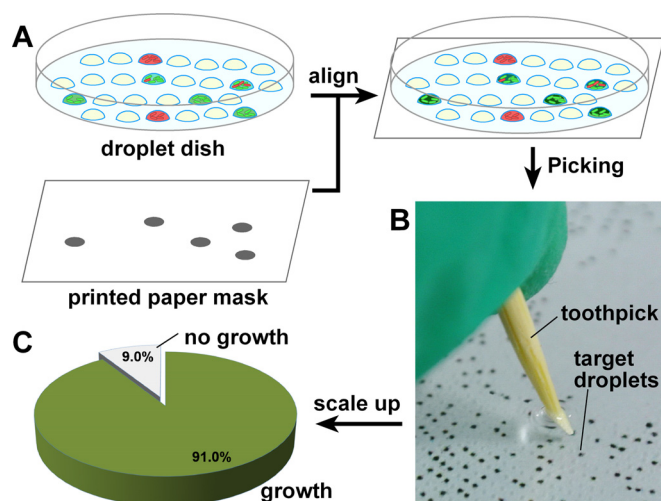 A
align
droplet dish
Picking
printed paper mask
B
toothpick
target
droplets
C
no growth
9.0%
scale up
91.0%
growth